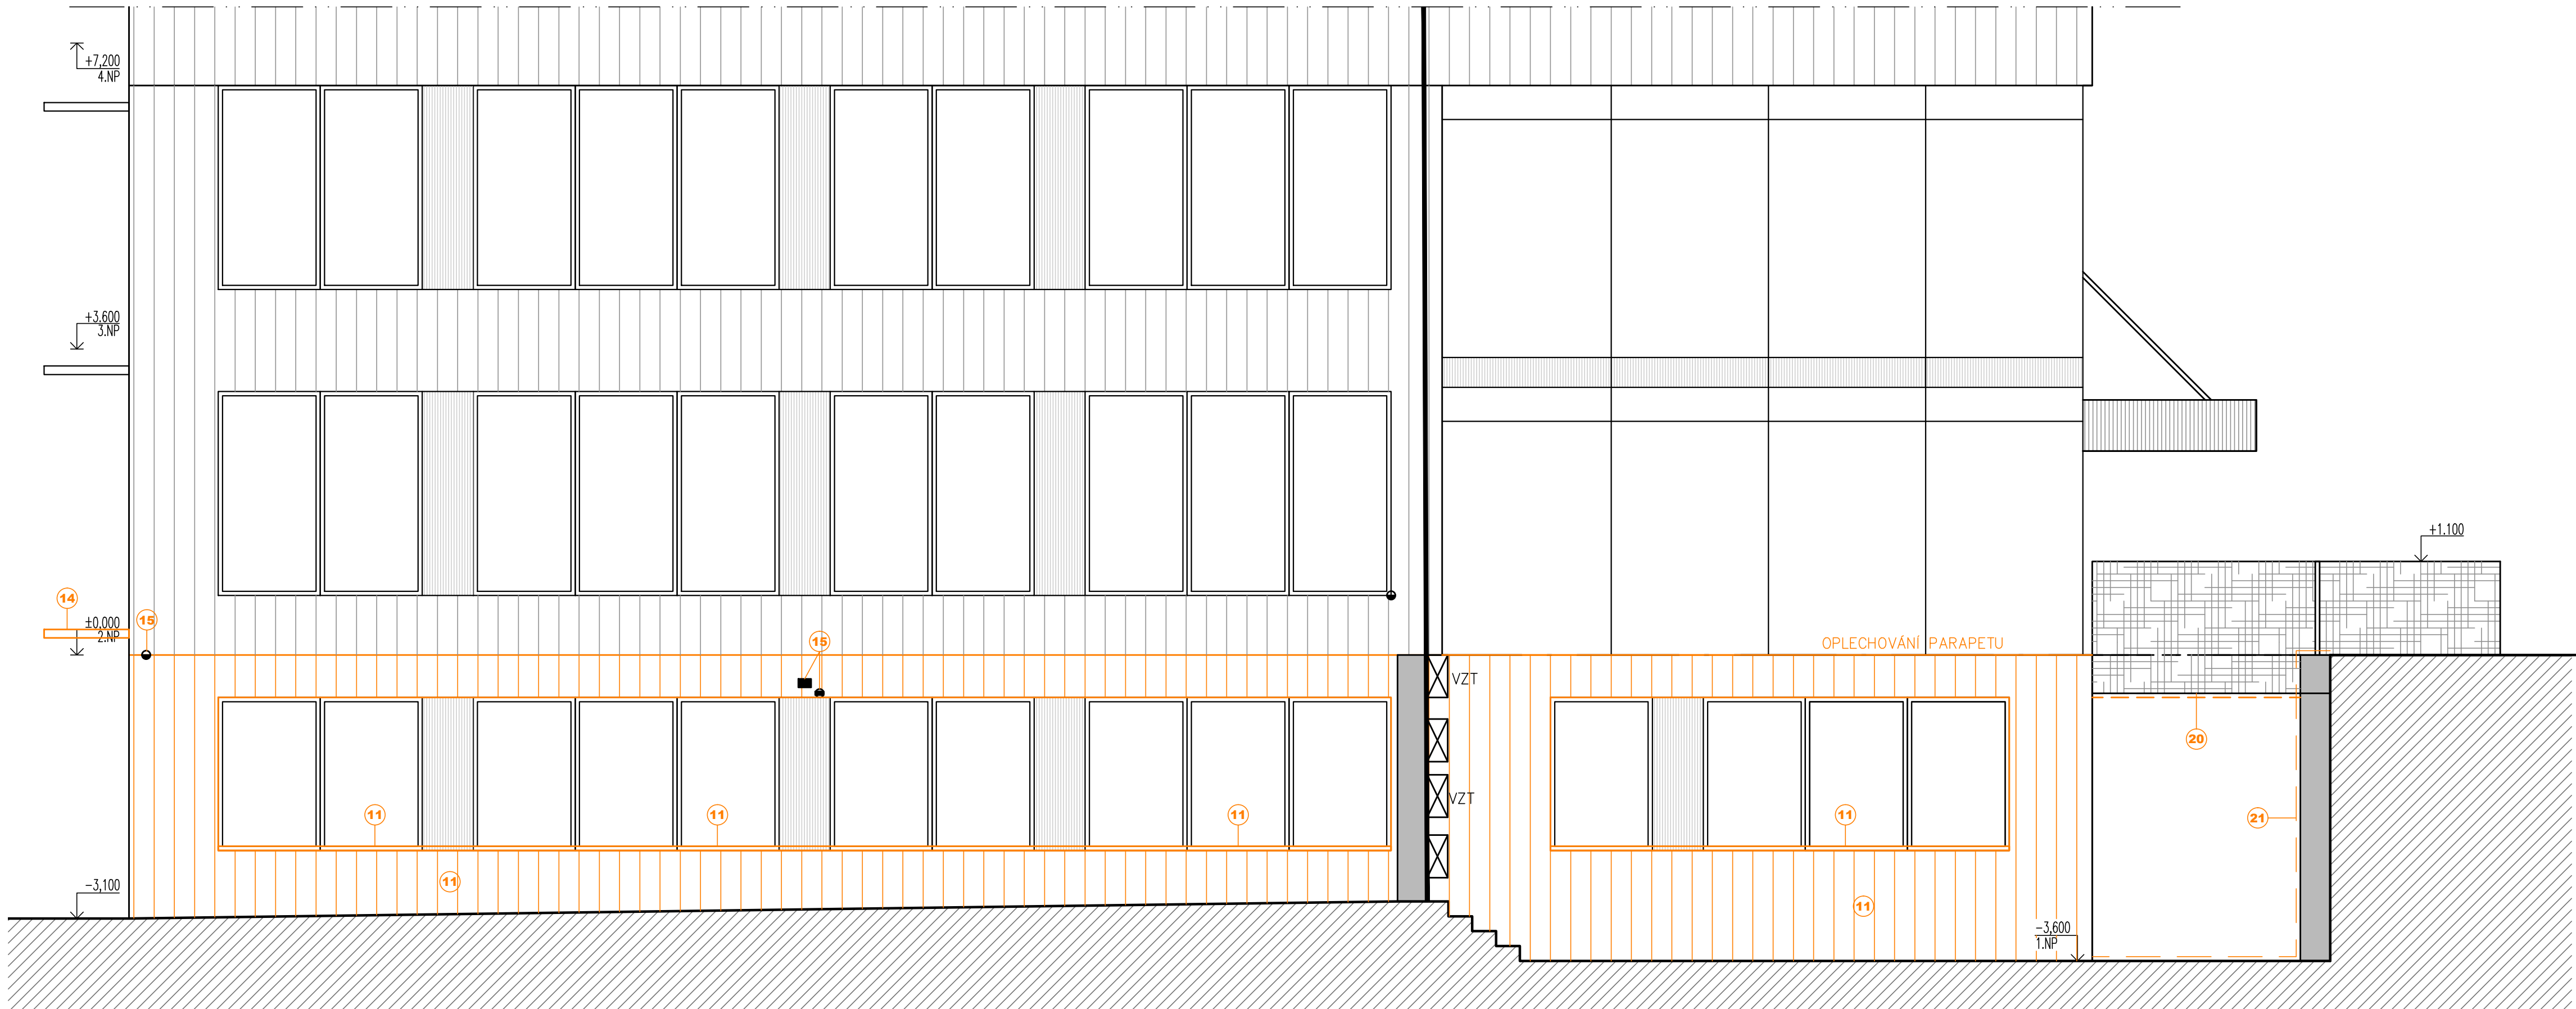 +7,200
4.NP
+3,600
3.NP
+1.100
14
15
±0,000
2.NP
15
OPLECHOVÁNÍ PARAPETU
VZT
20
VZT
11
11
11
11
21
11
-3,100
11
-3,600
1.NP